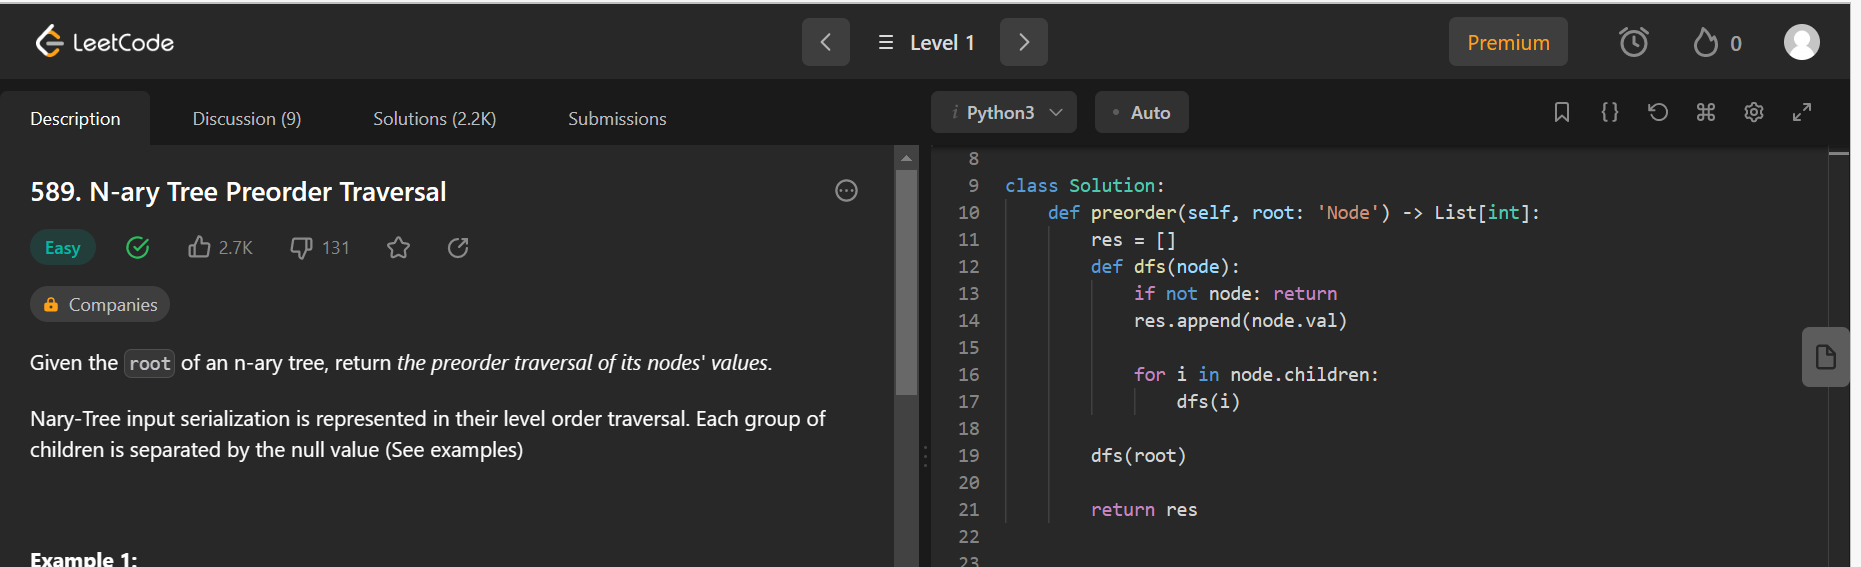 LeetCode
Level 1
Premium
0
Description
Discussion (9)
Solutions (2.2K)
Submissions
589. N-ary Tree Preorder Traversal
Easy
2.7K
131
Companies
Given the root of an n-ary tree, return the preorder traversal of its nodes' values.
Nary-Tree input serialization is represented in their level order traversal. Each group of
children is separated by the null value (See examples)
Example 1:
i Python3
• Auto
8
9 class Solution:
10     def preorder(self, root: 'Node') -> List[int]:
11         res = []
12         def dfs(node):
13             if not node: return
14             res.append(node.val)
15
16             for i in node.children:
17                 dfs(i)
18
19         dfs(root)
20
21         return res
22
23